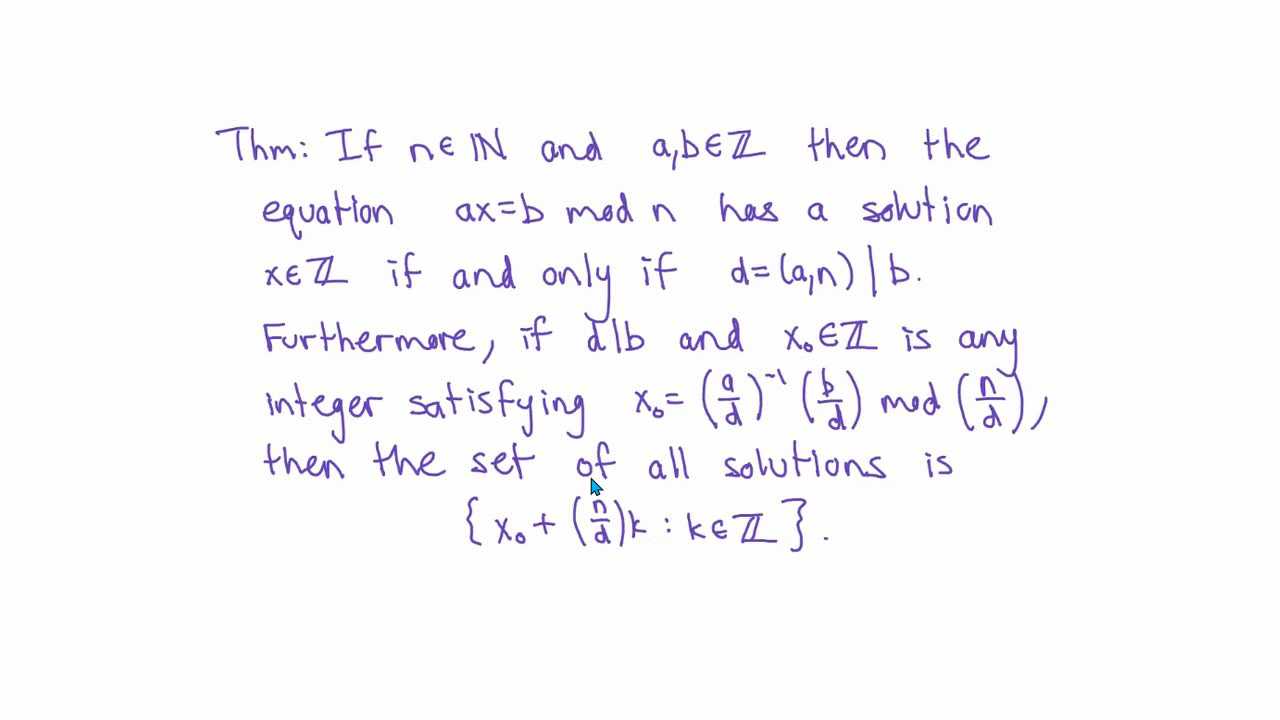 Thm: If n∈ℕ and a,b∈ℤ then the
equation ax=b mod n has a solution
x∈ℤ if and only if d=(a,n)|b.
Furthermore, if d|b and x₀∈ℤ is any
integer satisfying x₀=(a/d)⁻¹(b/d) mod (n/d),
then the set of all solutions is
{x₀+(n/d)k : k∈ℤ}.